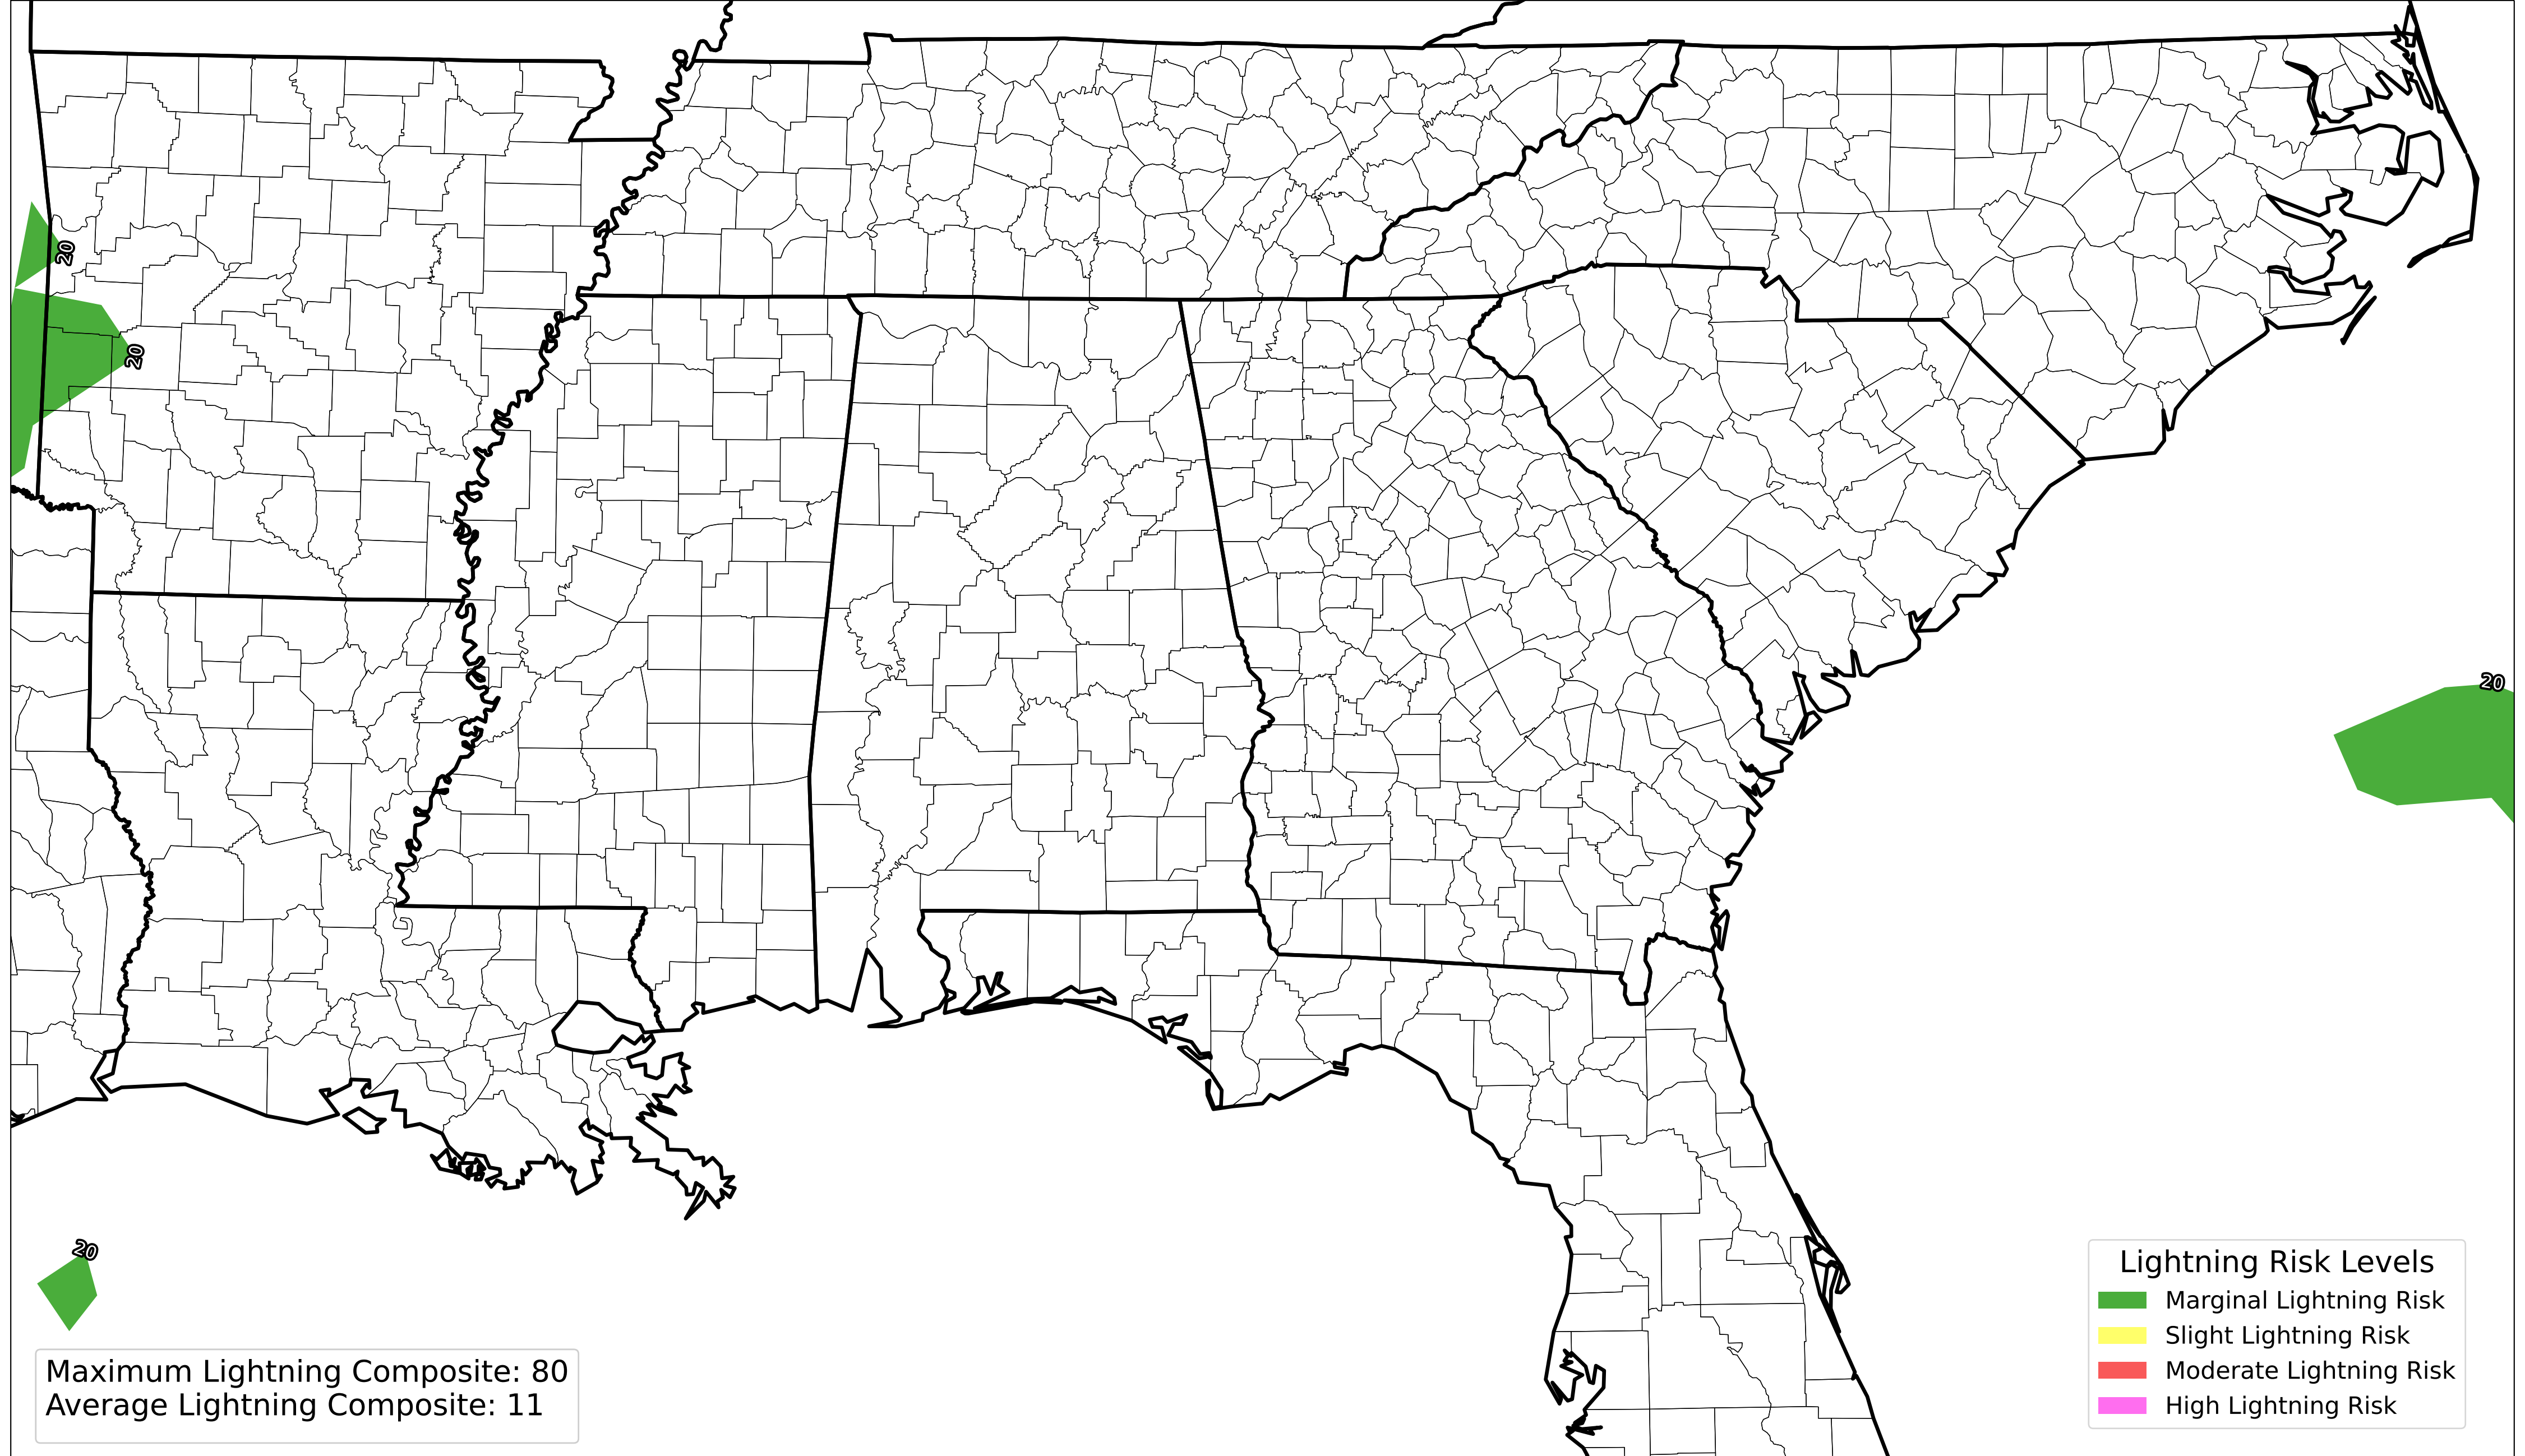 20
20
20
20
Maximum Lightning Composite: 80
Average Lightning Composite: 11
Lightning Risk Levels
Marginal Lightning Risk
Slight Lightning Risk
Moderate Lightning Risk
High Lightning Risk